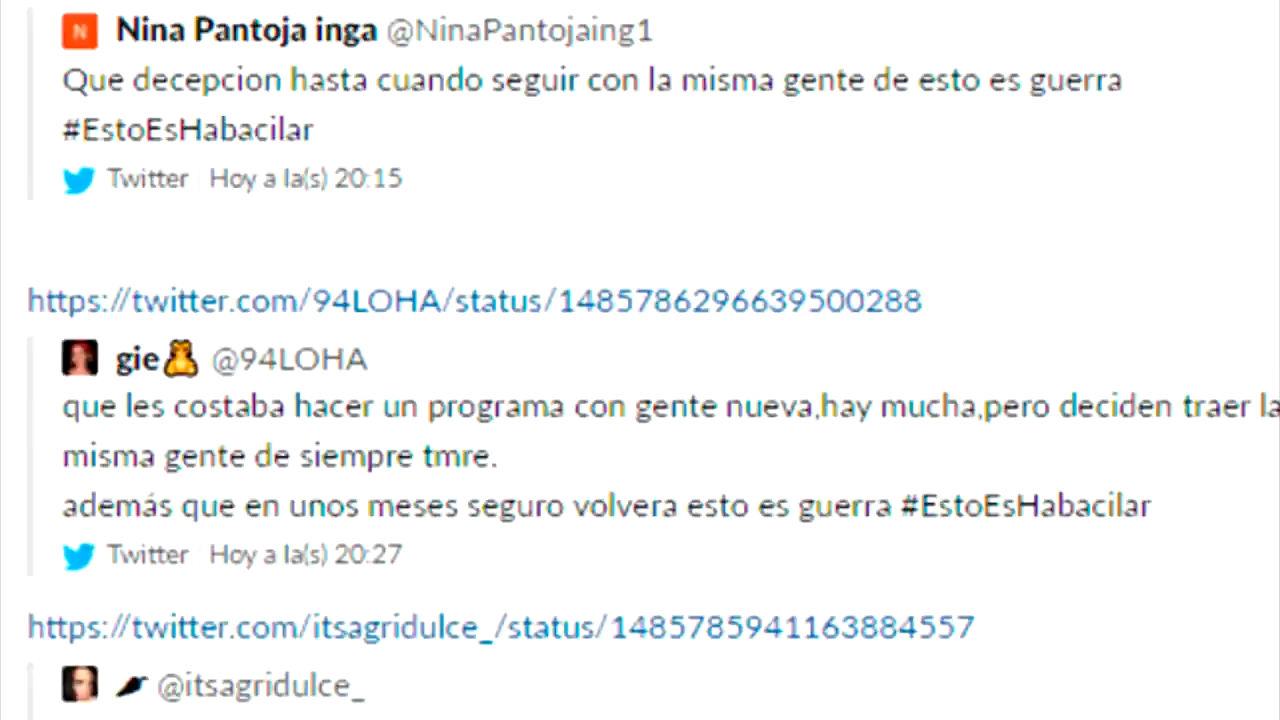 N Nina Pantoja inga @NinaPantojaing1
Que decepcion hasta cuando seguir con la misma gente de esto es guerra
#EstoEsHabacilar
Twitter Hoy a la(s) 20:15
https://twitter.com/94LOHA/status/1485786296639500288
gie @94LOHA
que les costaba hacer un programa con gente nueva,hay mucha,pero deciden traer la
misma gente de siempre tmre.
además que en unos meses seguro volvera esto es guerra #EstoEsHabacilar
Twitter Hoy a la(s) 20:27
https://twitter.com/itsagridulce_/status/1485785941163884557
@itsagridulce_